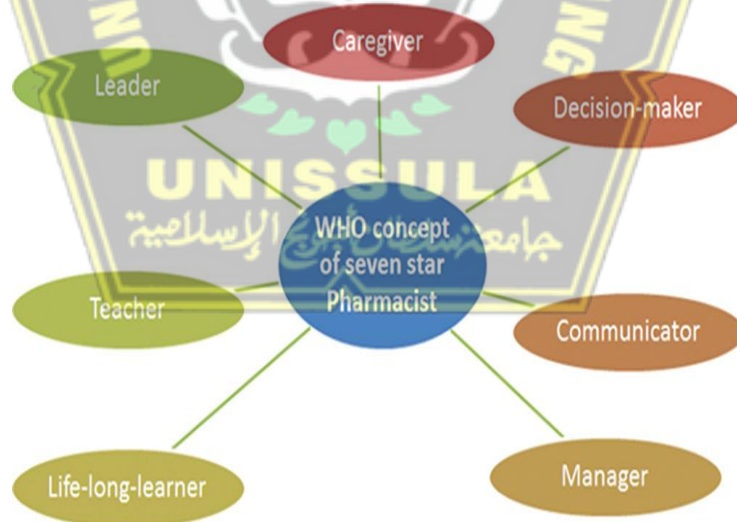 Caregiver
Leader
Decision-maker
UNISSULA
WHO concept
of seven star
Pharmacist
Teacher
Communicator
Life-long-learner
Manager